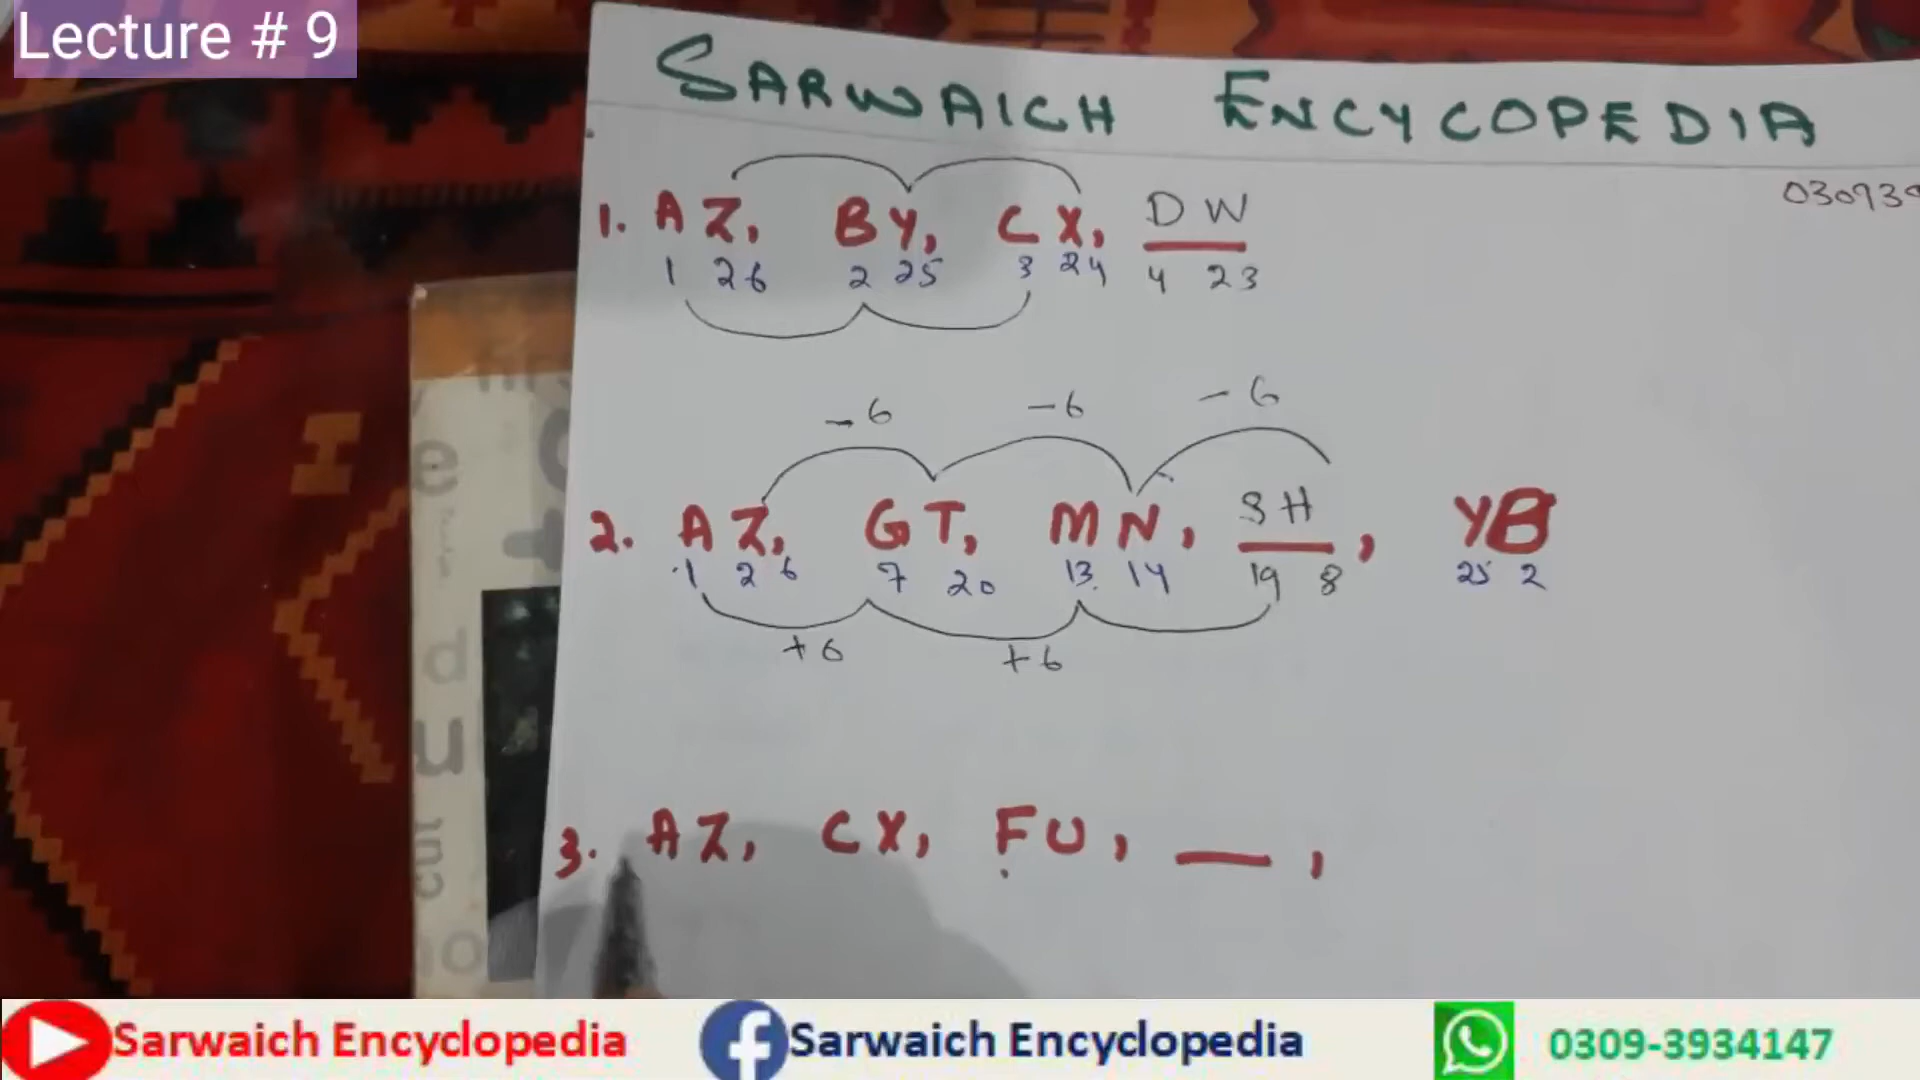 Lecture # 9
SARWAICH ENCYCOPEDIA
030939
1. AZ, BY, CX, DW
1 26 2 25 3 24 4 23
-6 -6 -6
2. AZ, GT, MN, SH, YB
1 26 7 20 13 14 19 8 25 2
+6 +6
3. AZ, CX, FU, __,
Sarwaich Encyclopedia Sarwaich Encyclopedia 0309-3934147